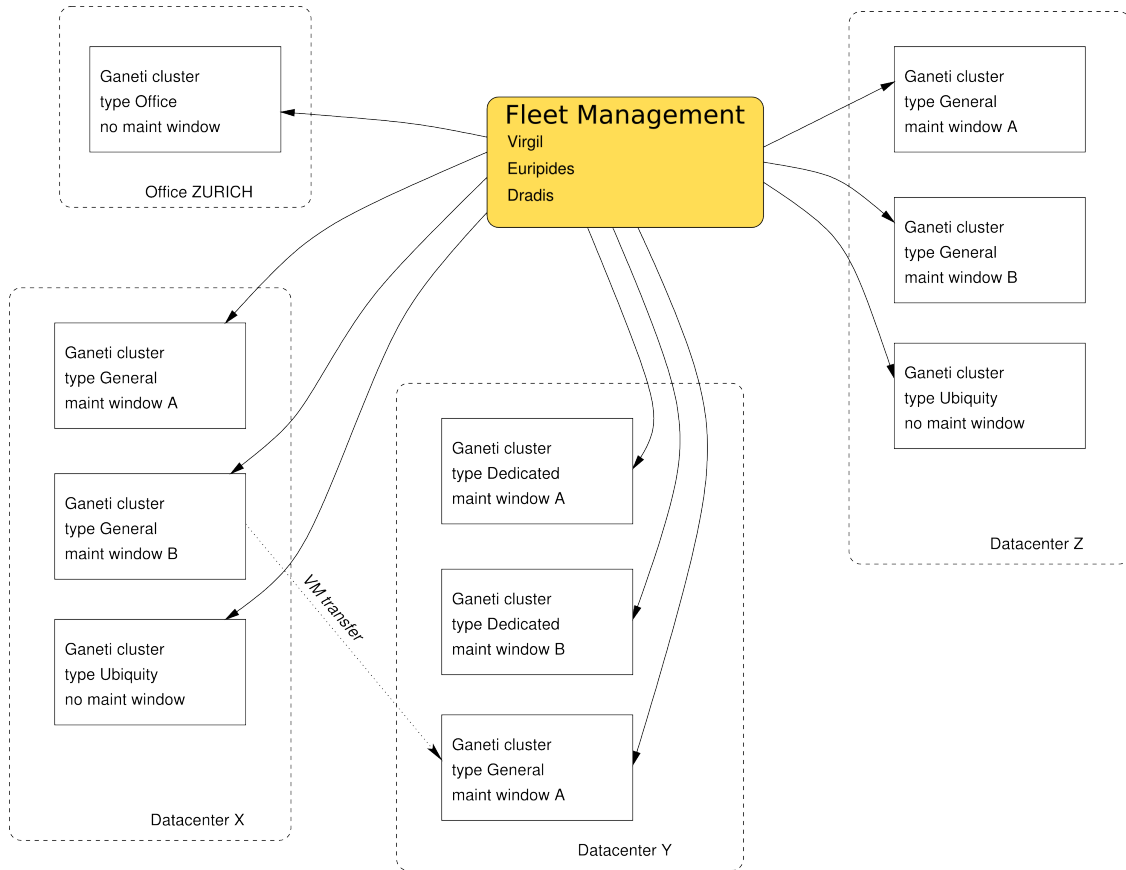 Ganeti cluster
type Office
no maint window
Office ZURICH
Fleet Management
Virgil
Euripides
Dradis
Ganeti cluster
type General
maint window A
Ganeti cluster
type General
maint window B
Ganeti cluster
type Ubiquity
no maint window
Datacenter Z
Ganeti cluster
type General
maint window A
Ganeti cluster
type General
maint window B
Ganeti cluster
type Ubiquity
no maint window
Datacenter X
VM transfer
Ganeti cluster
type Dedicated
maint window A
Ganeti cluster
type Dedicated
maint window B
Ganeti cluster
type General
maint window A
Datacenter Y